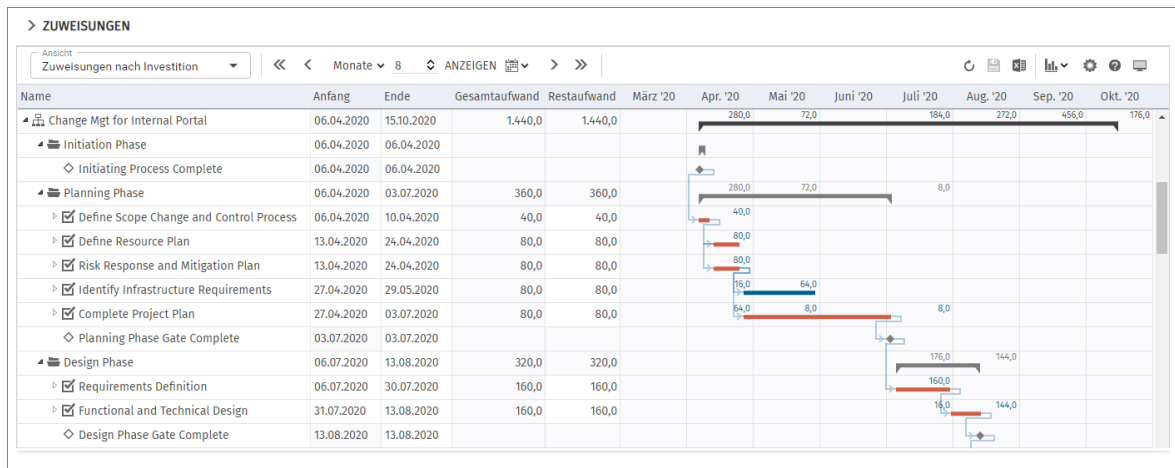 ZUWEISUNGEN
Ansicht
Zuweisungen nach Investition Monate 8 ANZEIGEN
Name Anfang Ende Gesamtaufwand Restaufwand März '20 Apr. '20 Mai '20 Juni '20 Juli '20 Aug. '20 Sep. '20 Okt. '20
Change Mgt for Internal Portal 06.04.2020 15.10.2020 1.440,0 1.440,0 280,0 72,0 184,0 272,0 456,0 176,0
Initiation Phase 06.04.2020 06.04.2020
Initiating Process Complete 06.04.2020 06.04.2020
Planning Phase 06.04.2020 03.07.2020 360,0 360,0 280,0 72,0 8,0
Define Scope Change and Control Process 06.04.2020 10.04.2020 40,0 40,0 40,0
Define Resource Plan 13.04.2020 24.04.2020 80,0 80,0 80,0
Risk Response and Mitigation Plan 13.04.2020 24.04.2020 80,0 80,0 80,0
Identify Infrastructure Requirements 27.04.2020 29.05.2020 80,0 80,0 16,0 64,0
Complete Project Plan 27.04.2020 03.07.2020 80,0 80,0 64,0 8,0 8,0
Planning Phase Gate Complete 03.07.2020 03.07.2020
Design Phase 06.07.2020 13.08.2020 320,0 320,0 176,0 144,0
Requirements Definition 06.07.2020 30.07.2020 160,0 160,0 160,0
Functional and Technical Design 31.07.2020 13.08.2020 160,0 160,0 16,0 144,0
Design Phase Gate Complete 13.08.2020 13.08.2020